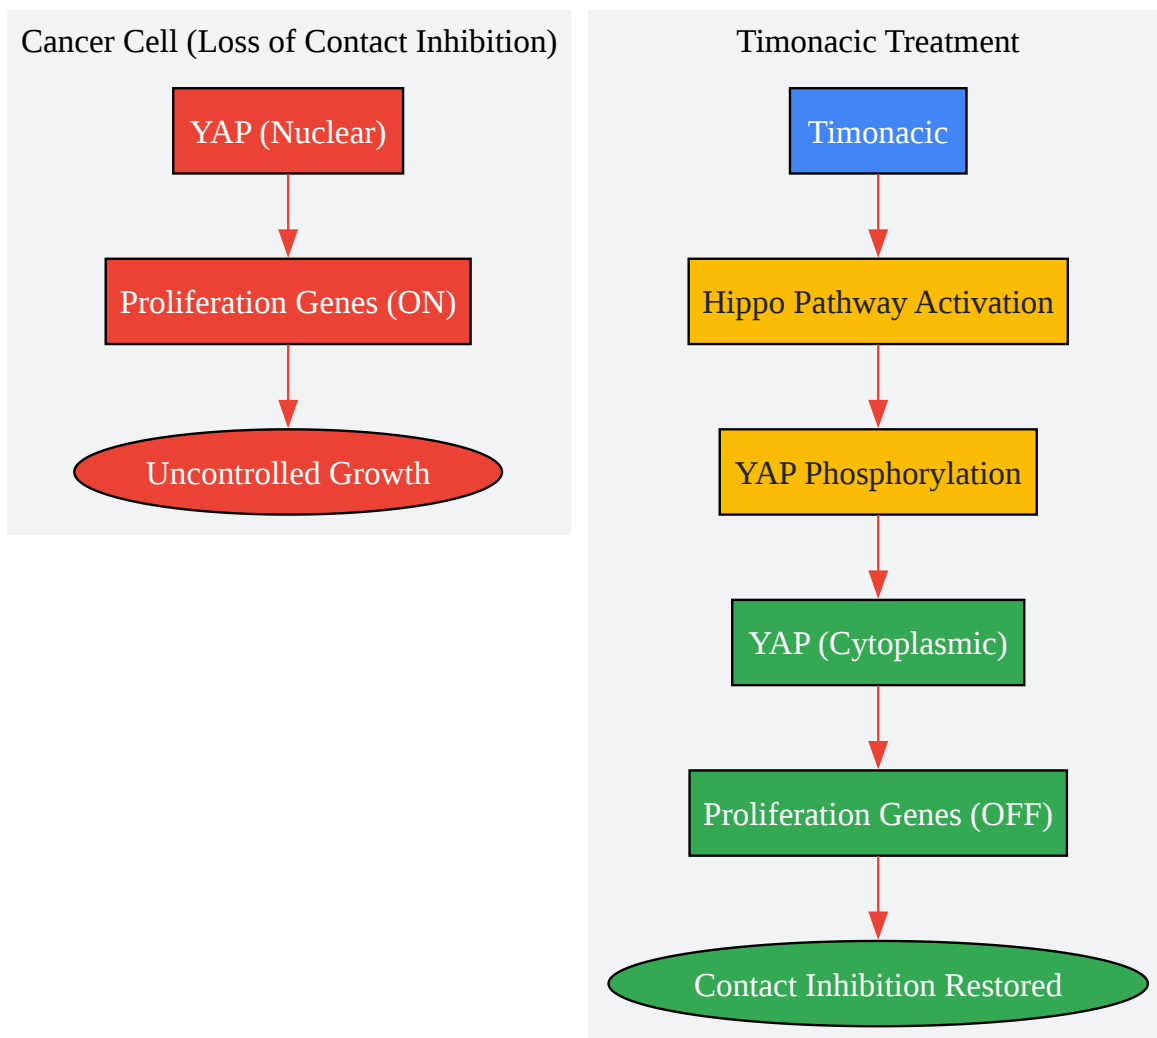 Cancer Cell (Loss of Contact Inhibition)
YAP (Nuclear)
Proliferation Genes (ON)
Uncontrolled Growth
Timonacic Treatment
Timonacic
Hippo Pathway Activation
YAP Phosphorylation
YAP (Cytoplasmic)
Proliferation Genes (OFF)
Contact Inhibition Restored